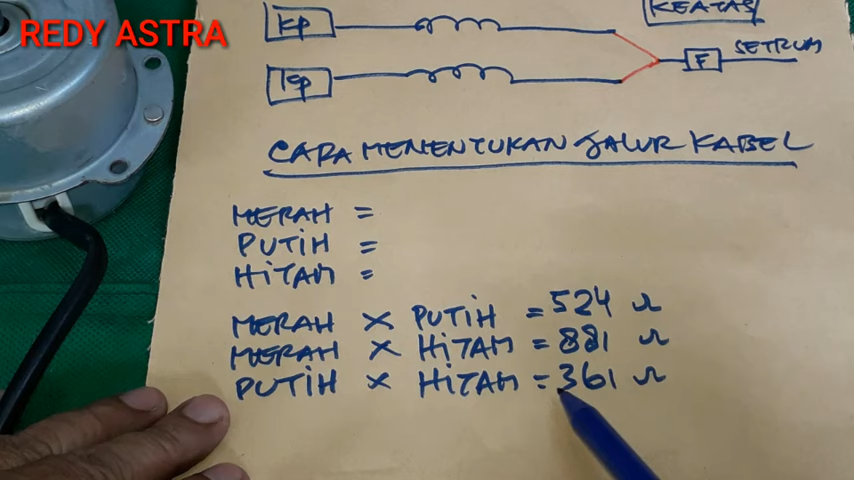 REDY ASTRA
KEATAS
KP
SETRUM
F
CARA MENENTUKAN JALUR KABEL
MERAH =
PUTIH =
HITAM =
MERAH X PUTIH = 524 Ω
MERAH X HITAM = 881 Ω
PUTIH X HITAM = 361 Ω